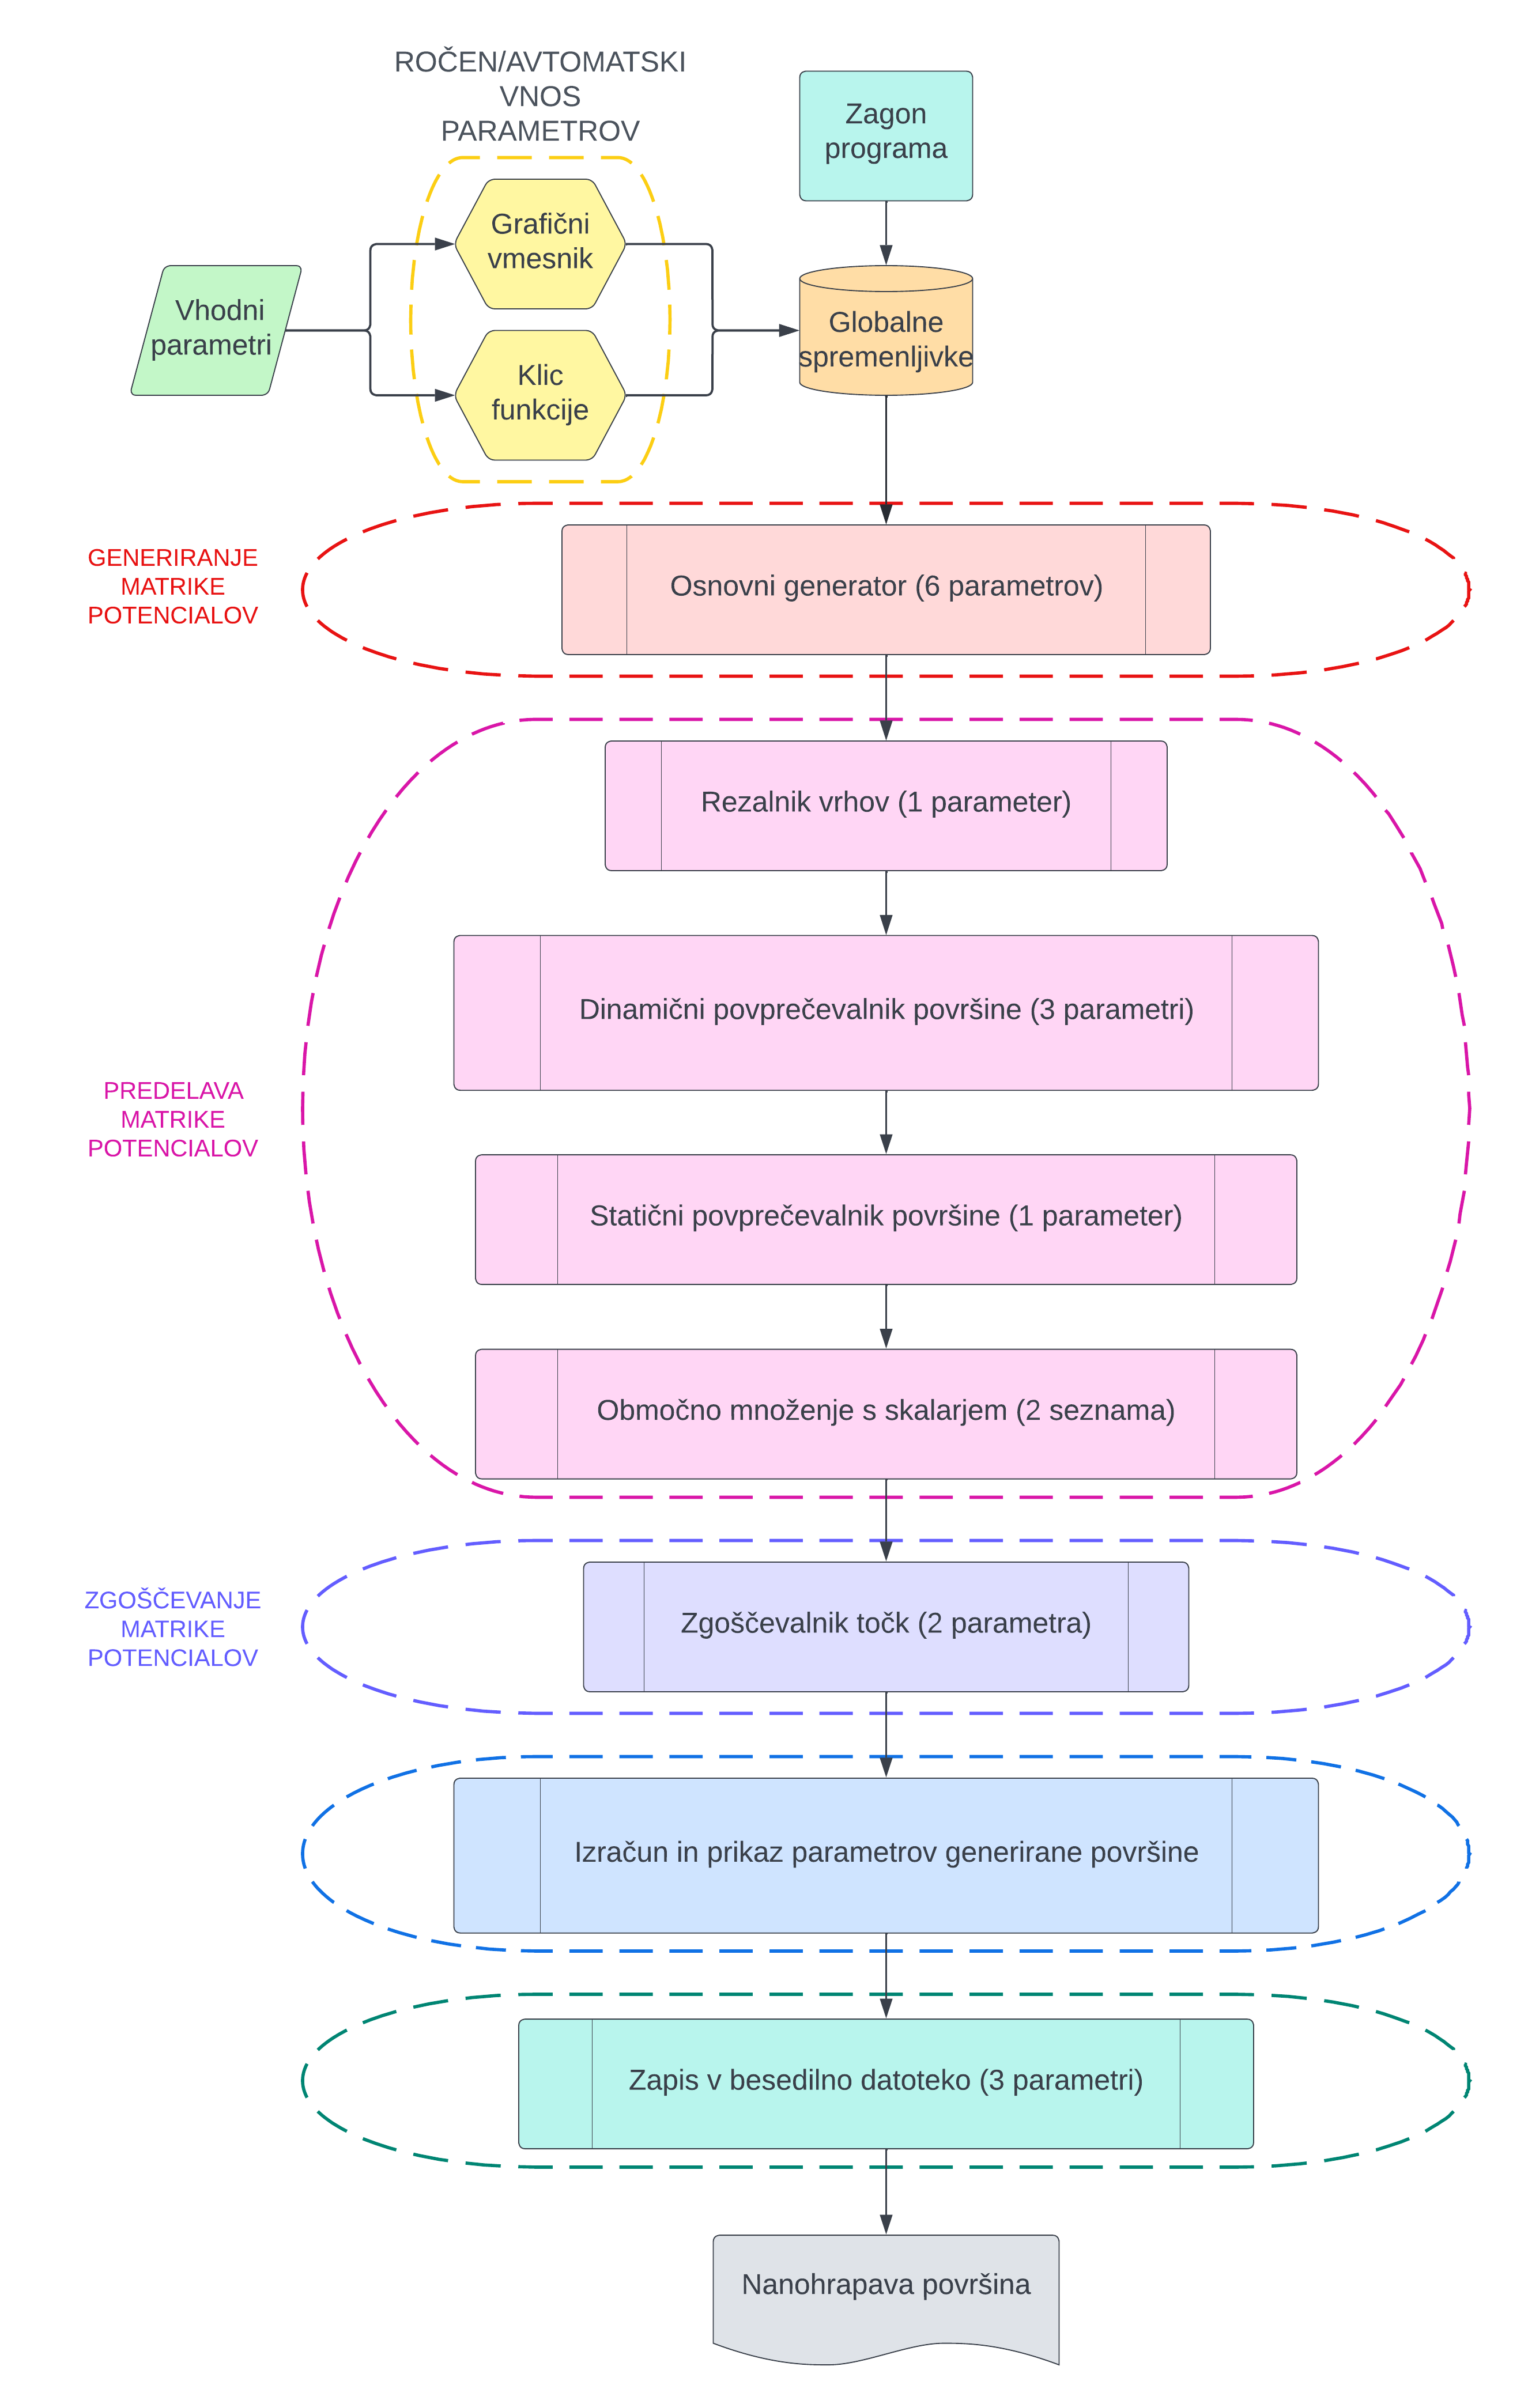 ROČEN/AVTOMATSKI
VNOS
PARAMETROV
Zagon
programa
Grafični
vmesnik
Vhodni
parametri
Globalne
spremenljivke
Klic
funkcije
GENERIRANJE
MATRIKE
POTENCIALOV
Osnovni generator (6 parametrov)
Rezalnik vrhov (1 parameter)
Dinamični povprečevalnik površine (3 parametri)
PREDELAVA
MATRIKE
POTENCIALOV
Statični povprečevalnik površine (1 parameter)
Območno množenje s skalarjem (2 seznama)
ZGOŠČEVANJE
MATRIKE
POTENCIALOV
Zgoščevalnik točk (2 parametra)
Izračun in prikaz parametrov generirane površine
Zapis v besedilno datoteko (3 parametri)
Nanohrapava površina